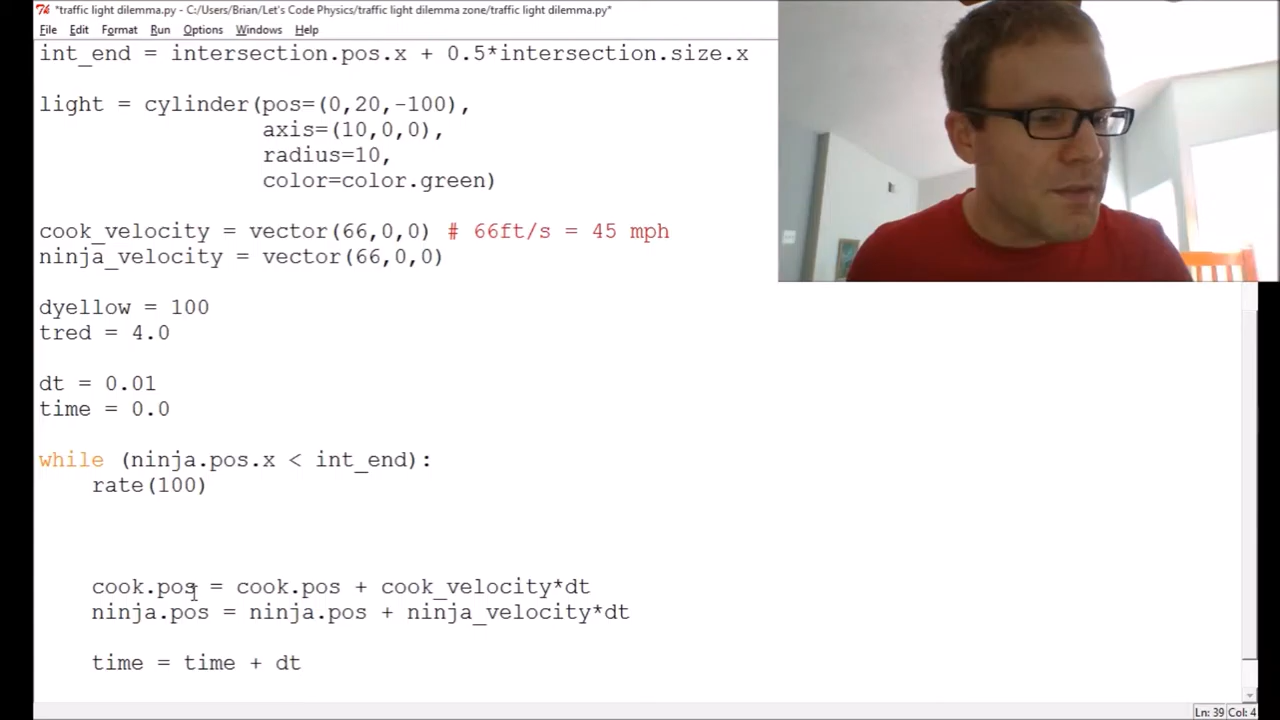 *traffic light dilemma.py - C:/Users/Brian/Let's Code Physics/traffic light dilemma zone/traffic light dilemma.py*
File Edit Format Run Options Windows Help
int_end = intersection.pos.x + 0.5*intersection.size.x
light = cylinder(pos=(0,20,-100),
axis=(10,0,0),
radius=10,
color=color.green)
cook_velocity = vector(66,0,0) # 66ft/s = 45 mph
ninja_velocity = vector(66,0,0)
dyellow = 100
tred = 4.0
dt = 0.01
time = 0.0
while (ninja.pos.x < int_end):
rate(100)
cook.pos = cook.pos + cook_velocity*dt
ninja.pos = ninja.pos + ninja_velocity*dt
time = time + dt
Ln: 39 Col: 4